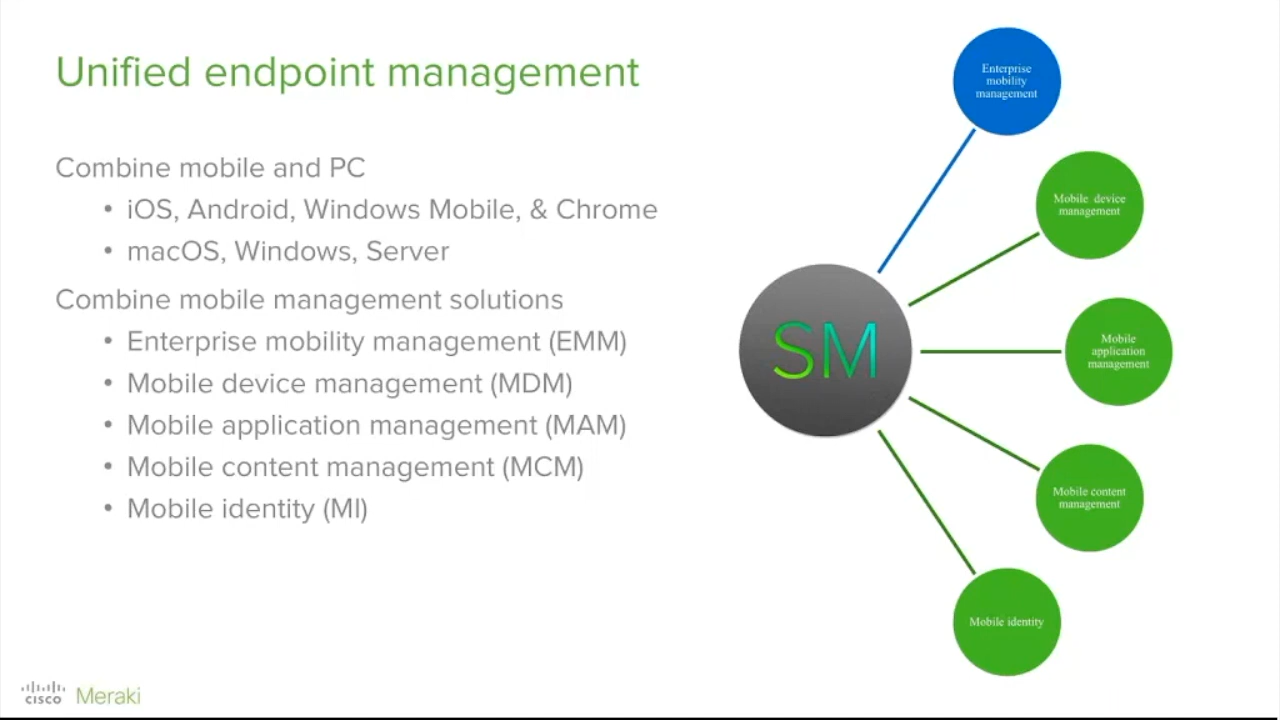 Unified endpoint management
Combine mobile and PC
• iOS, Android, Windows Mobile, & Chrome
• macOS, Windows, Server
Combine mobile management solutions
• Enterprise mobility management (EMM)
• Mobile device management (MDM)
• Mobile application management (MAM)
• Mobile content management (MCM)
• Mobile identity (MI)
SM
Enterprise
mobility
management
Mobile device
management
Mobile
application
management
Mobile content
management
Mobile identity
CISCO Meraki